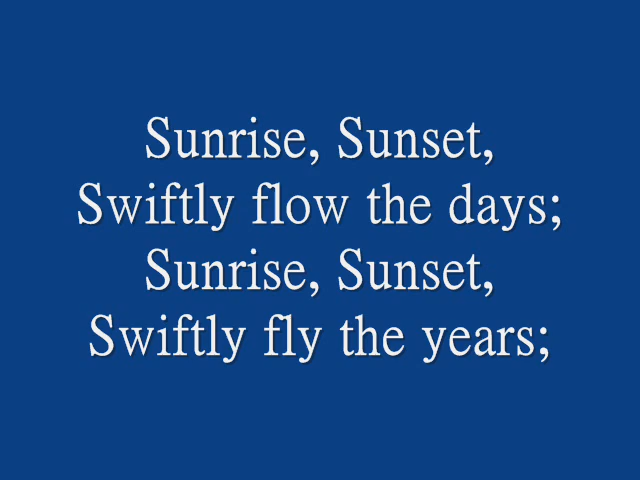 Sunrise, Sunset,
Swiftly flow the days;
Sunrise, Sunset,
Swiftly fly the years;